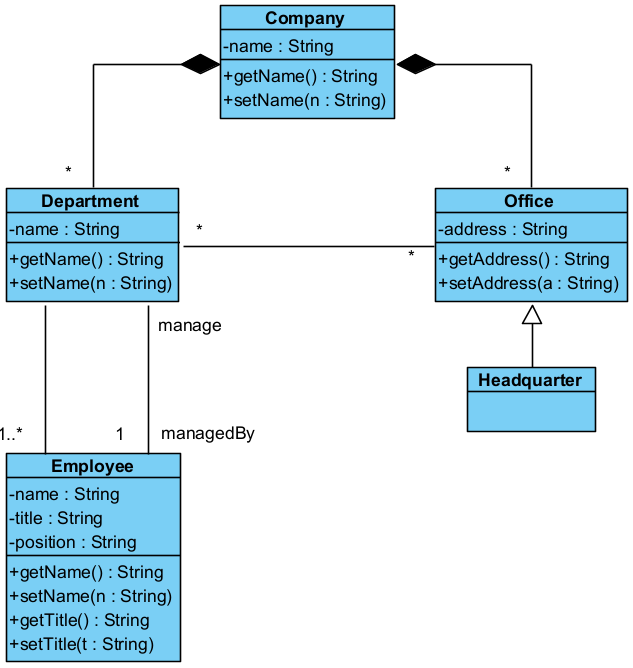 Company
-name : String
+getName() : String
+setName(n : String)
*
*
Department
-name : String
+getName() : String
+setName(n : String)
*
*
Office
-address : String
+getAddress() : String
+setAddress(a : String)
manage
Headquarter
1..*
1
managedBy
Employee
-name : String
-title : String
-position : String
+getName() : String
+setName(n : String)
+getTitle() : String
+setTitle(t : String)